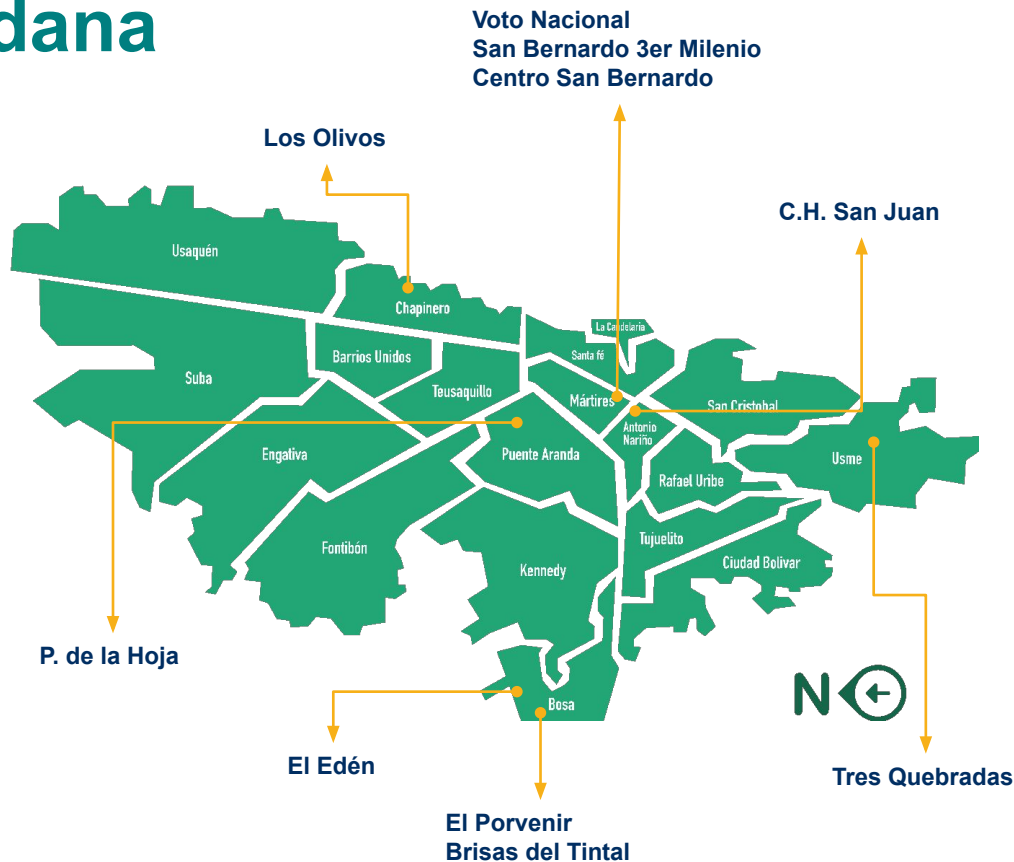 dana
Voto Nacional
San Bernardo 3er Milenio
Centro San Bernardo
Los Olivos
C.H. San Juan
Usaquén
Chapinero
La Candelaria
Santa fé
Barrios Unidos
Suba
Teusaquillo
Mártires
San Cristobal
Antonio
Nariño
Engativa
Puente Aranda
Usme
Rafael Uribe
Fontibón
Tujuelito
Kennedy
Ciudad Bolivar
P. de la Hoja
N
Bosa
El Edén
Tres Quebradas
El Porvenir
Brisas del Tintal